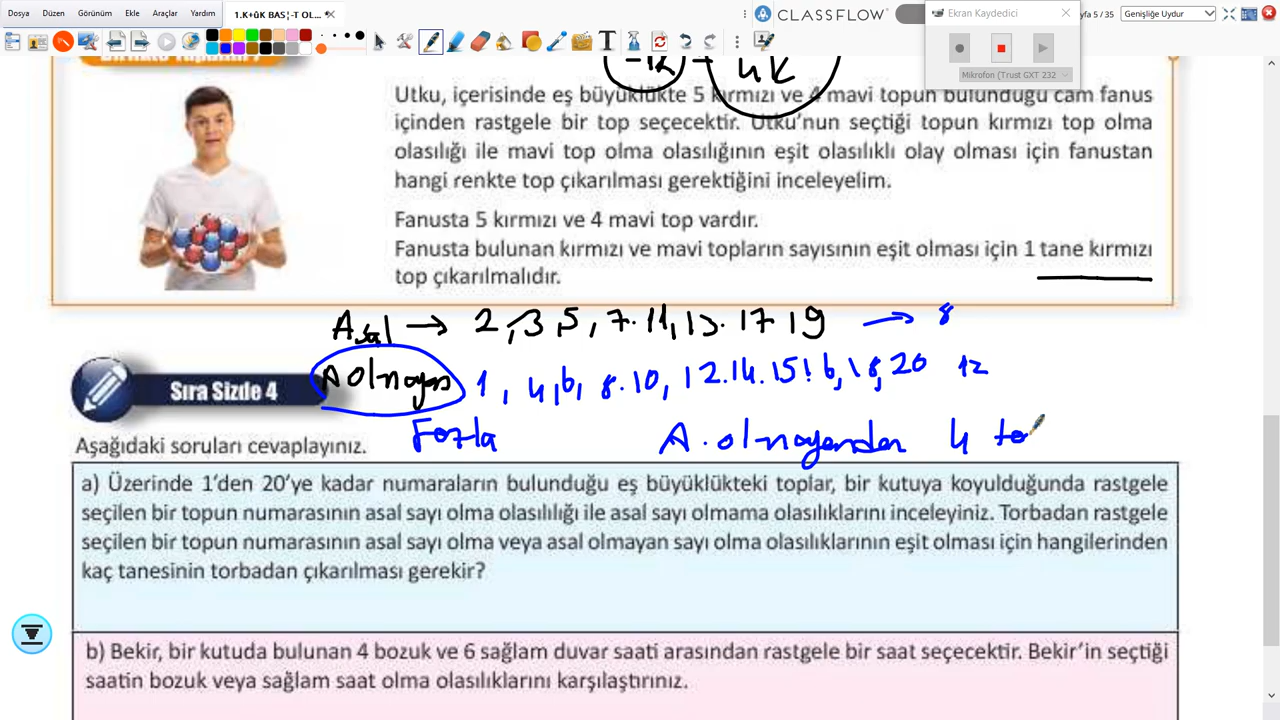 Dosya Düzen Görünüm Ekle Araçlar Yardım
1.K+ûK BAS¦-T OL...
CLASSFLOW
Ekran Kaydedici
yfa 5 / 35
Genişliğe Uydur
Mikrofon (Trust GXT 232
-1k
4k
Utku, içerisinde eş büyüklükte 5 kırmızı ve 4 mavi topun bulunduğu cam fanus
içinden rastgele bir top seçecektir. Utku'nun seçtiği topun kırmızı top olma
olasılığı ile mavi top olma olasılığının eşit olasılıklı olay olması için fanustan
hangi renkte top çıkarılması gerektiğini inceleyelim.
Fanusta 5 kırmızı ve 4 mavi top vardır.
Fanusta bulunan kırmızı ve mavi topların sayısının eşit olması için 1 tane kırmızı
top çıkarılmalıdır.
Asal → 2, 3, 5, 7. 11, 13. 17 19 → 8
Sıra Sizde 4
A olmayan 1, 4, 6, 8. 10, 12. 14. 15! 6, 18, 20 12
Fazla A. olmayandan 4 to
Aşağıdaki soruları cevaplayınız.
a) Üzerinde 1'den 20'ye kadar numaraların bulunduğu eş büyüklükteki toplar, bir kutuya koyulduğunda rastgele
seçilen bir topun numarasının asal sayı olma olasılılığı ile asal sayı olmama olasılıklarını inceleyiniz. Torbadan rastgele
seçilen bir topun numarasının asal sayı olma veya asal olmayan sayı olma olasılıklarının eşit olması için hangilerinden
kaç tanesinin torbadan çıkarılması gerekir?
b) Bekir, bir kutuda bulunan 4 bozuk ve 6 sağlam duvar saati arasından rastgele bir saat seçecektir. Bekir'in seçtiği
saatin bozuk veya sağlam saat olma olasılıklarını karşılaştırınız.